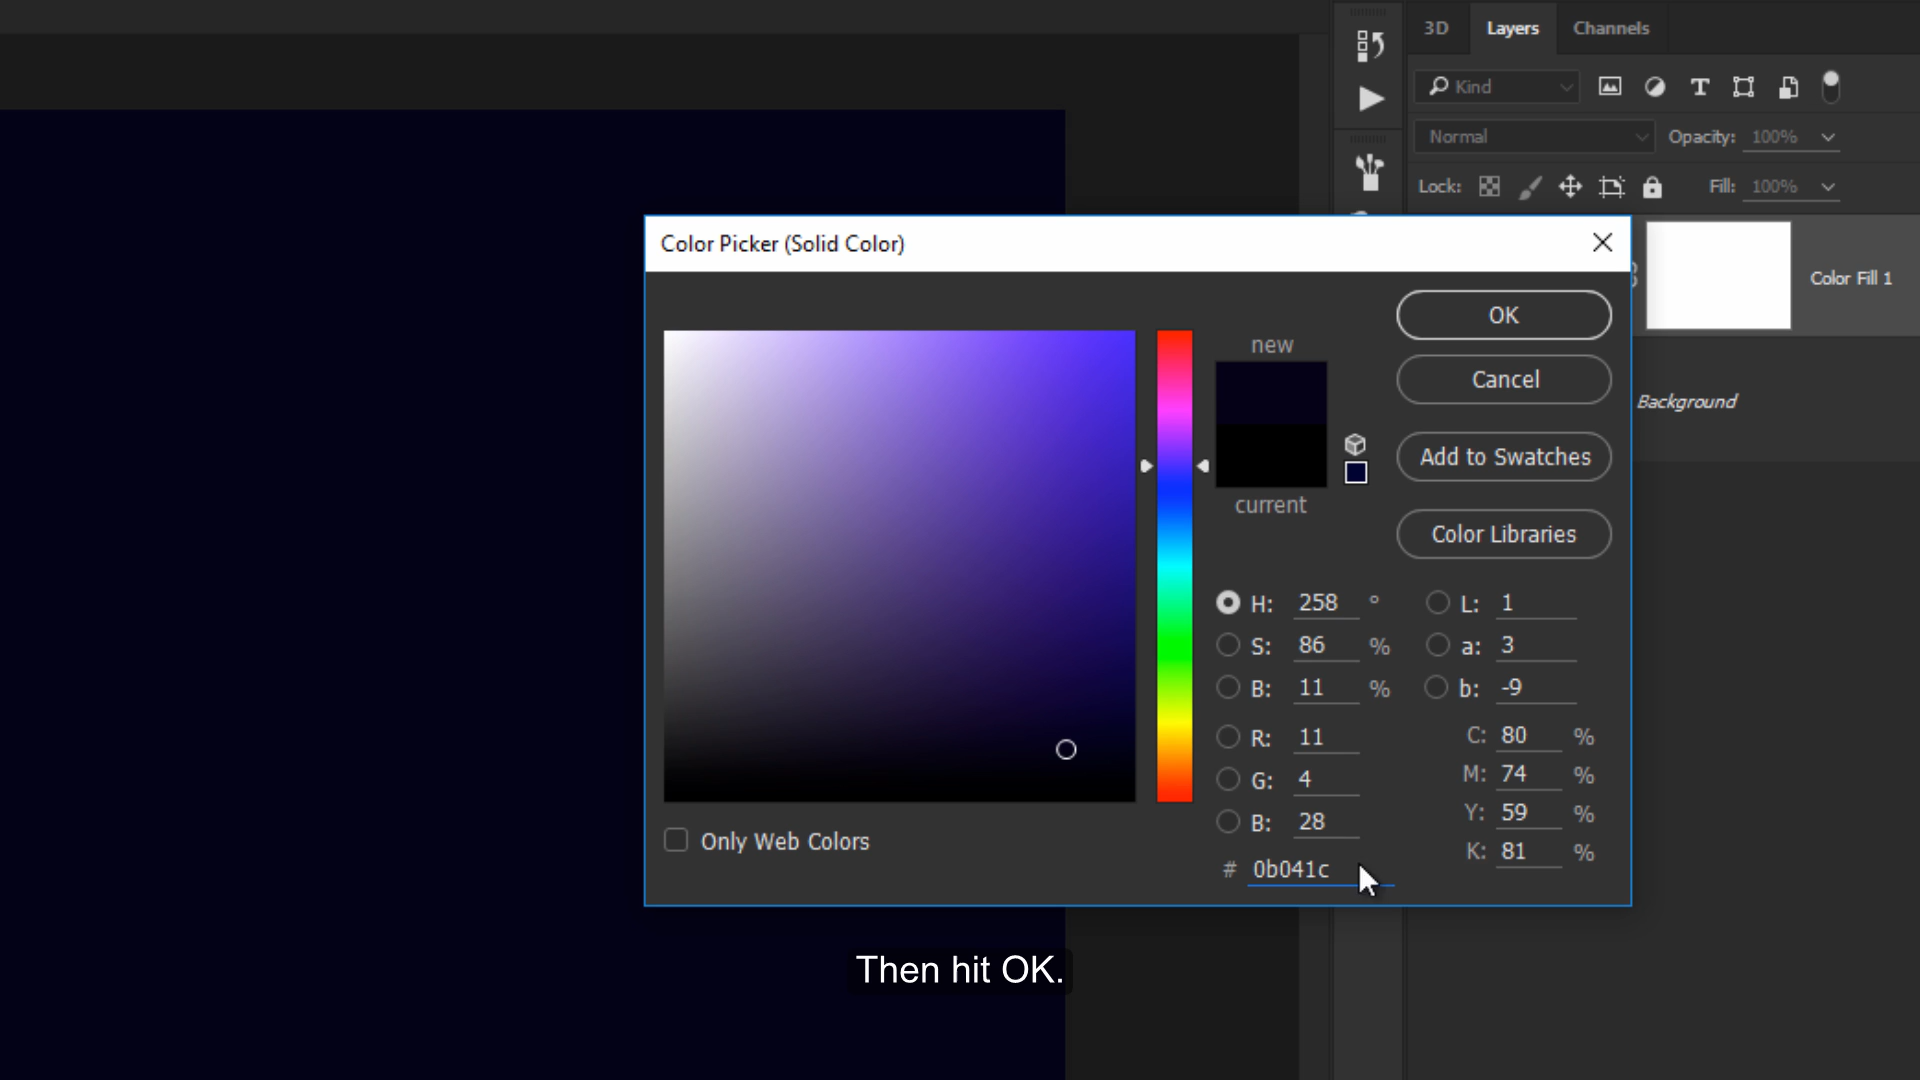 3D Layers Channels
Kind
Normal Opacity: 100%
Lock: Fill: 100%
Color Picker (Solid Color)
Color Fill 1
OK
new
Cancel
Background
Add to Swatches
current
Color Libraries
H: 258 ° L: 1
S: 86 % a: 3
B: 11 % b: -9
R: 11 C: 80 %
G: 4 M: 74 %
B: 28 Y: 59 %
Only Web Colors
K: 81 %
# 0b041c
Then hit OK.